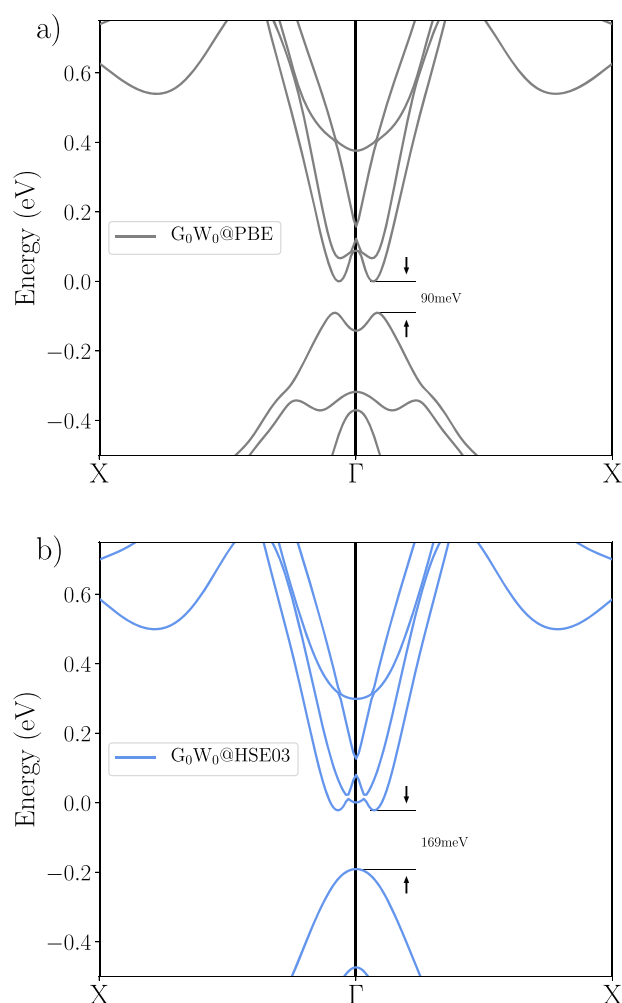 a)
Energy (eV)
0.6
0.4
0.2
0.0
−0.2
−0.4
G₀W₀@PBE
90meV
X Γ X
b)
Energy (eV)
0.6
0.4
0.2
0.0
−0.2
−0.4
G₀W₀@HSE03
169meV
X Γ X